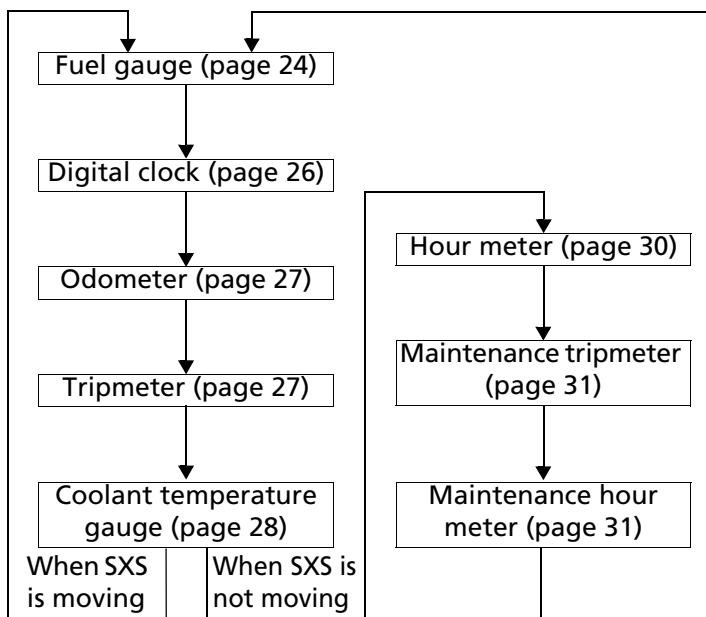 Fuel gauge (page 24)
Digital clock (page 26)
Odometer (page 27)
Tripmeter (page 27)
Coolant temperature
gauge (page 28)
When SXS
is moving
When SXS is
not moving
Hour meter (page 30)
Maintenance tripmeter
(page 31)
Maintenance hour
meter (page 31)